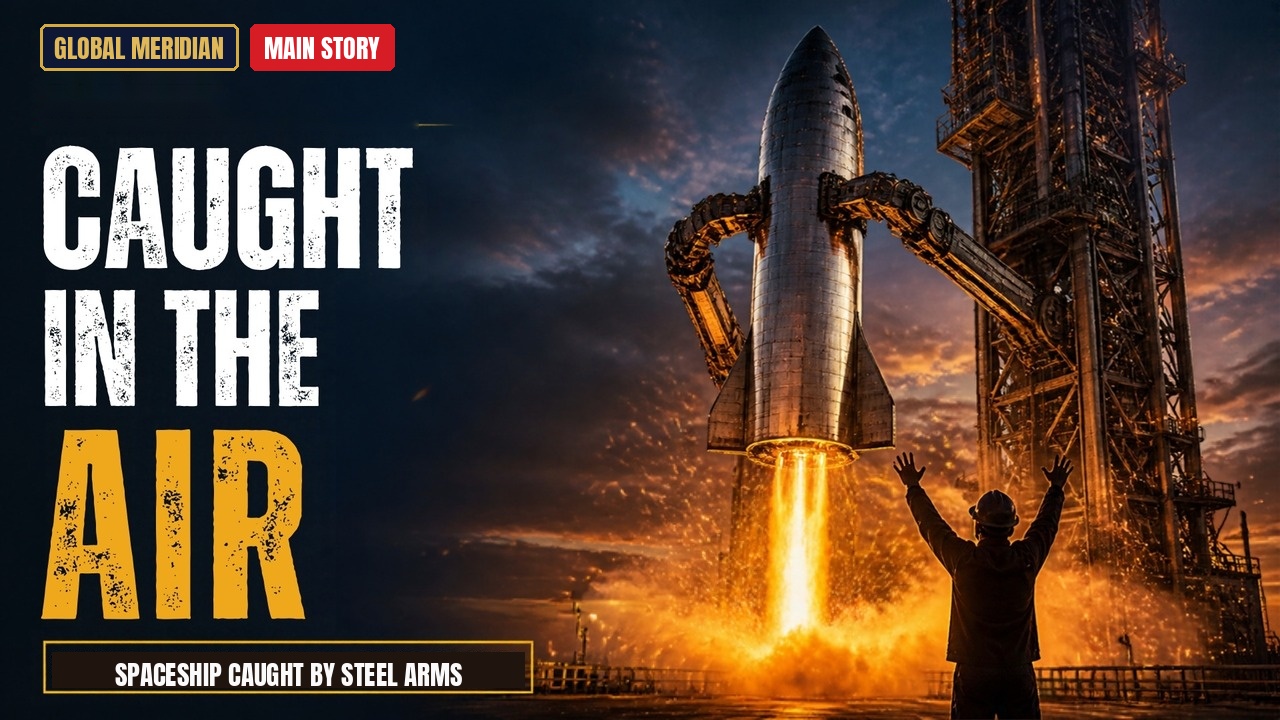 GLOBAL MERIDIAN
MAIN STORY
CAUGHT
IN THE
AIR
SPACESHIP CAUGHT BY STEEL ARMS